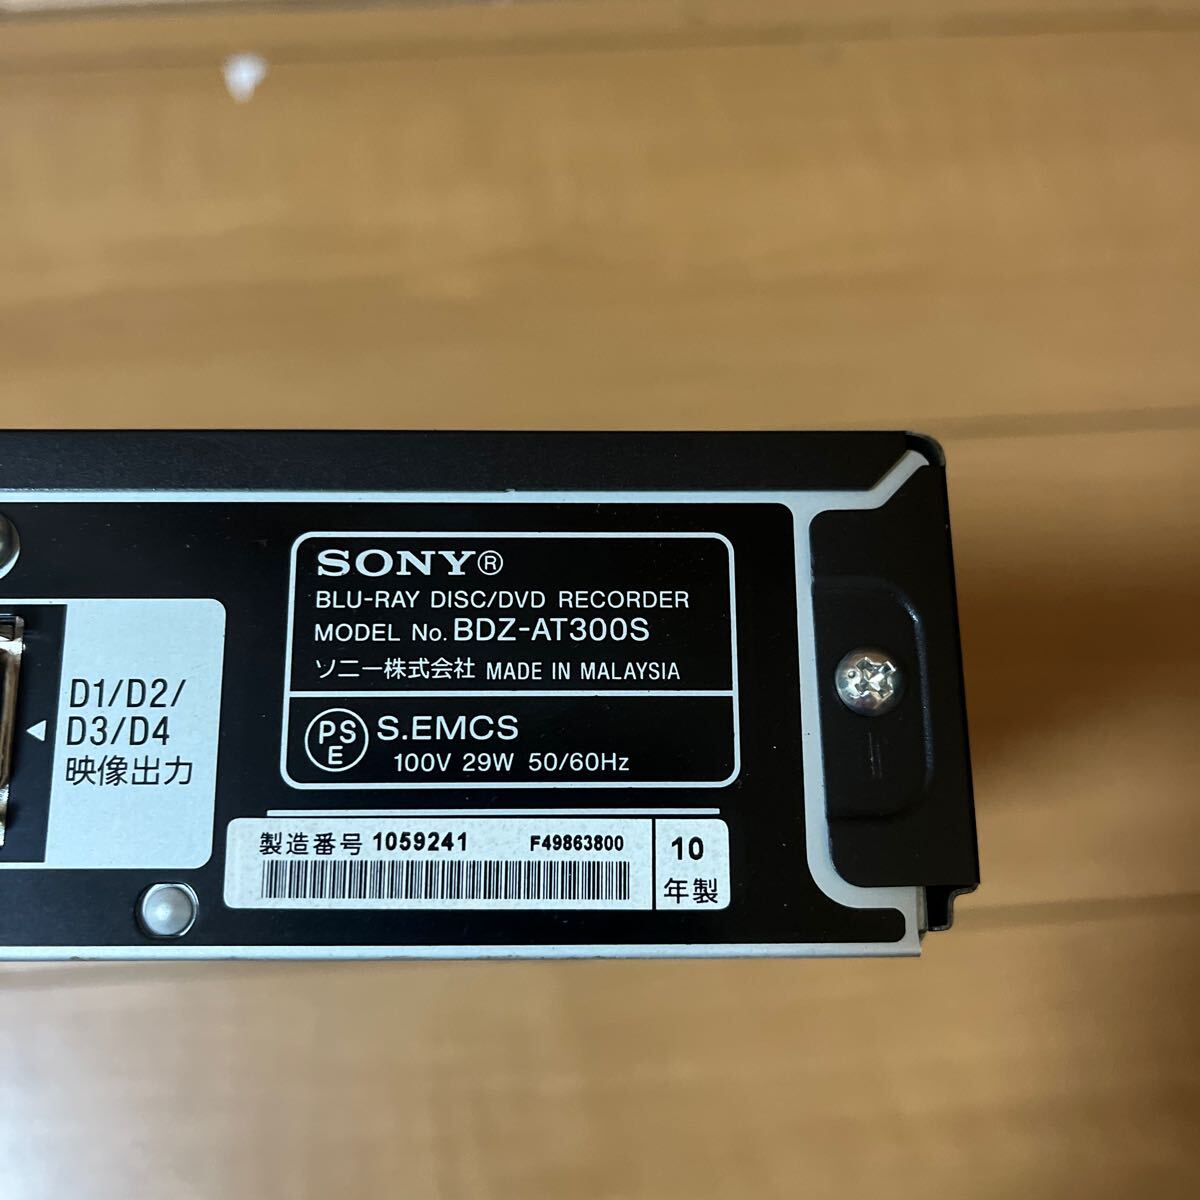 SONY®
BLU-RAY DISC/DVD RECORDER
MODEL No. BDZ-AT300S
ソニー株式会社 MADE IN MALAYSIA
PS
E
S.EMCS
100V 29W 50/60Hz
D1/D2/
D3/D4
映像出力
製造番号 1059241 F49863800
10
年製